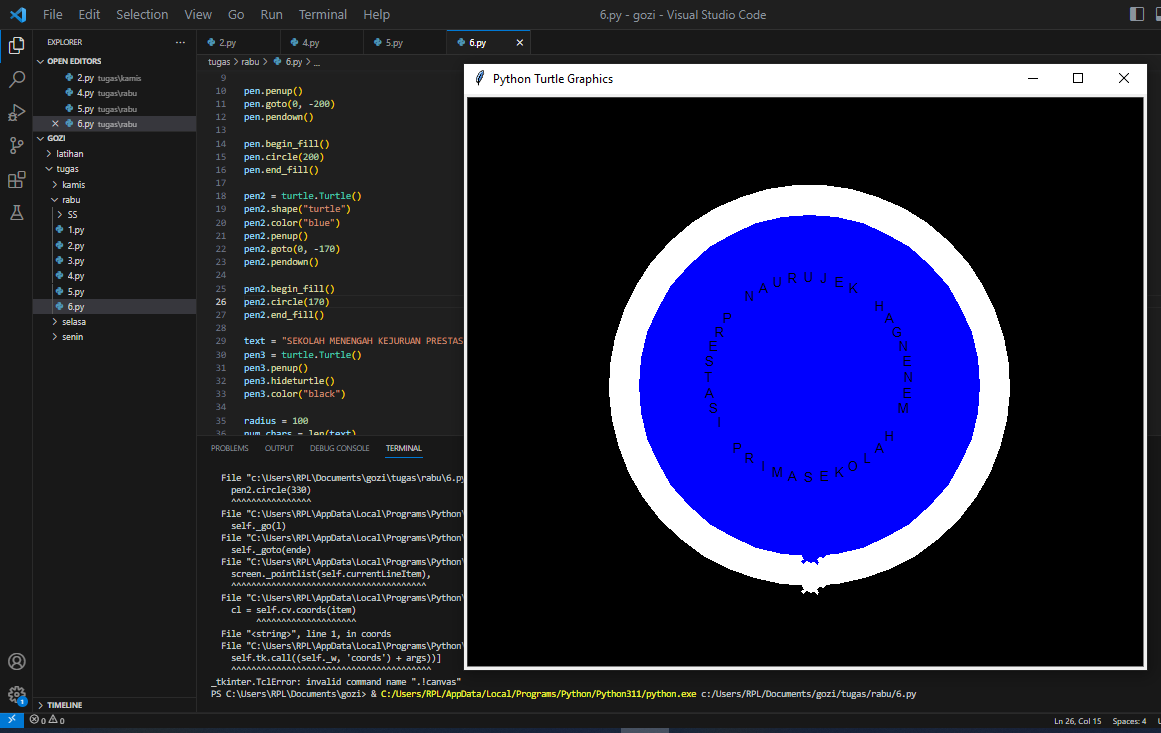 File Edit Selection View Go Run Terminal Help
6.py - gozi - Visual Studio Code
EXPLORER
OPEN EDITORS
2.py tugas\kamis
4.py tugas\rabu
5.py tugas\rabu
6.py tugas\rabu
GOZI
latihan
tugas
kamis
rabu
SS
1.py
2.py
3.py
4.py
5.py
6.py
selasa
senin
TIMELINE
2.py 4.py 5.py 6.py
tugas > rabu > 6.py > ...
9
10 pen.penup()
11 pen.goto(0, -200)
12 pen.pendown()
13
14 pen.begin_fill()
15 pen.circle(200)
16 pen.end_fill()
17
18 pen2 = turtle.Turtle()
19 pen2.shape("turtle")
20 pen2.color("blue")
21 pen2.penup()
22 pen2.goto(0, -170)
23 pen2.pendown()
24
25 pen2.begin_fill()
26 pen2.circle(170)
27 pen2.end_fill()
28
29 text = "SEKOLAH MENENGAH KEJURUAN PRESTAS
30 pen3 = turtle.Turtle()
31 pen3.penup()
32 pen3.hideturtle()
33 pen3.color("black")
34
35 radius = 100
36 num_chars = len(text)
PROBLEMS OUTPUT DEBUG CONSOLE TERMINAL
File "c:\Users\RPL\Documents\gozi\tugas\rabu\6.py
pen2.circle(330)
^^^^^^^^^^^^^^^^
File "C:\Users\RPL\AppData\Local\Programs\Python\
self._go(l)
File "C:\Users\RPL\AppData\Local\Programs\Python\
self._goto(ende)
File "C:\Users\RPL\AppData\Local\Programs\Python\
screen._pointlist(self.currentLineItem),
^^^^^^^^^^^^^^^^^^^^^^^^^^^^^^^^^^^^^^^
File "C:\Users\RPL\AppData\Local\Programs\Python\
cl = self.cv.coords(item)
^^^^^^^^^^^^^^^^^^^^
File "<string>", line 1, in coords
File "C:\Users\RPL\AppData\Local\Programs\Python\
self.tk.call((self._w, 'coords') + args))]
^^^^^^^^^^^^^^^^^^^^^^^^^^^^^^^^^^^^^^^^
_tkinter.TclError: invalid command name ".!canvas"
PS C:\Users\RPL\Documents\gozi> & C:/Users/RPL/AppData/Local/Programs/Python/Python311/python.exe c:/Users/RPL/Documents/gozi/tugas/rabu/6.py
Python Turtle Graphics
SEKOLAH MENENGAH KEJURUAN PRESTASI PRIMA
1
0 0
Ln 26, Col 15 Spaces: 4